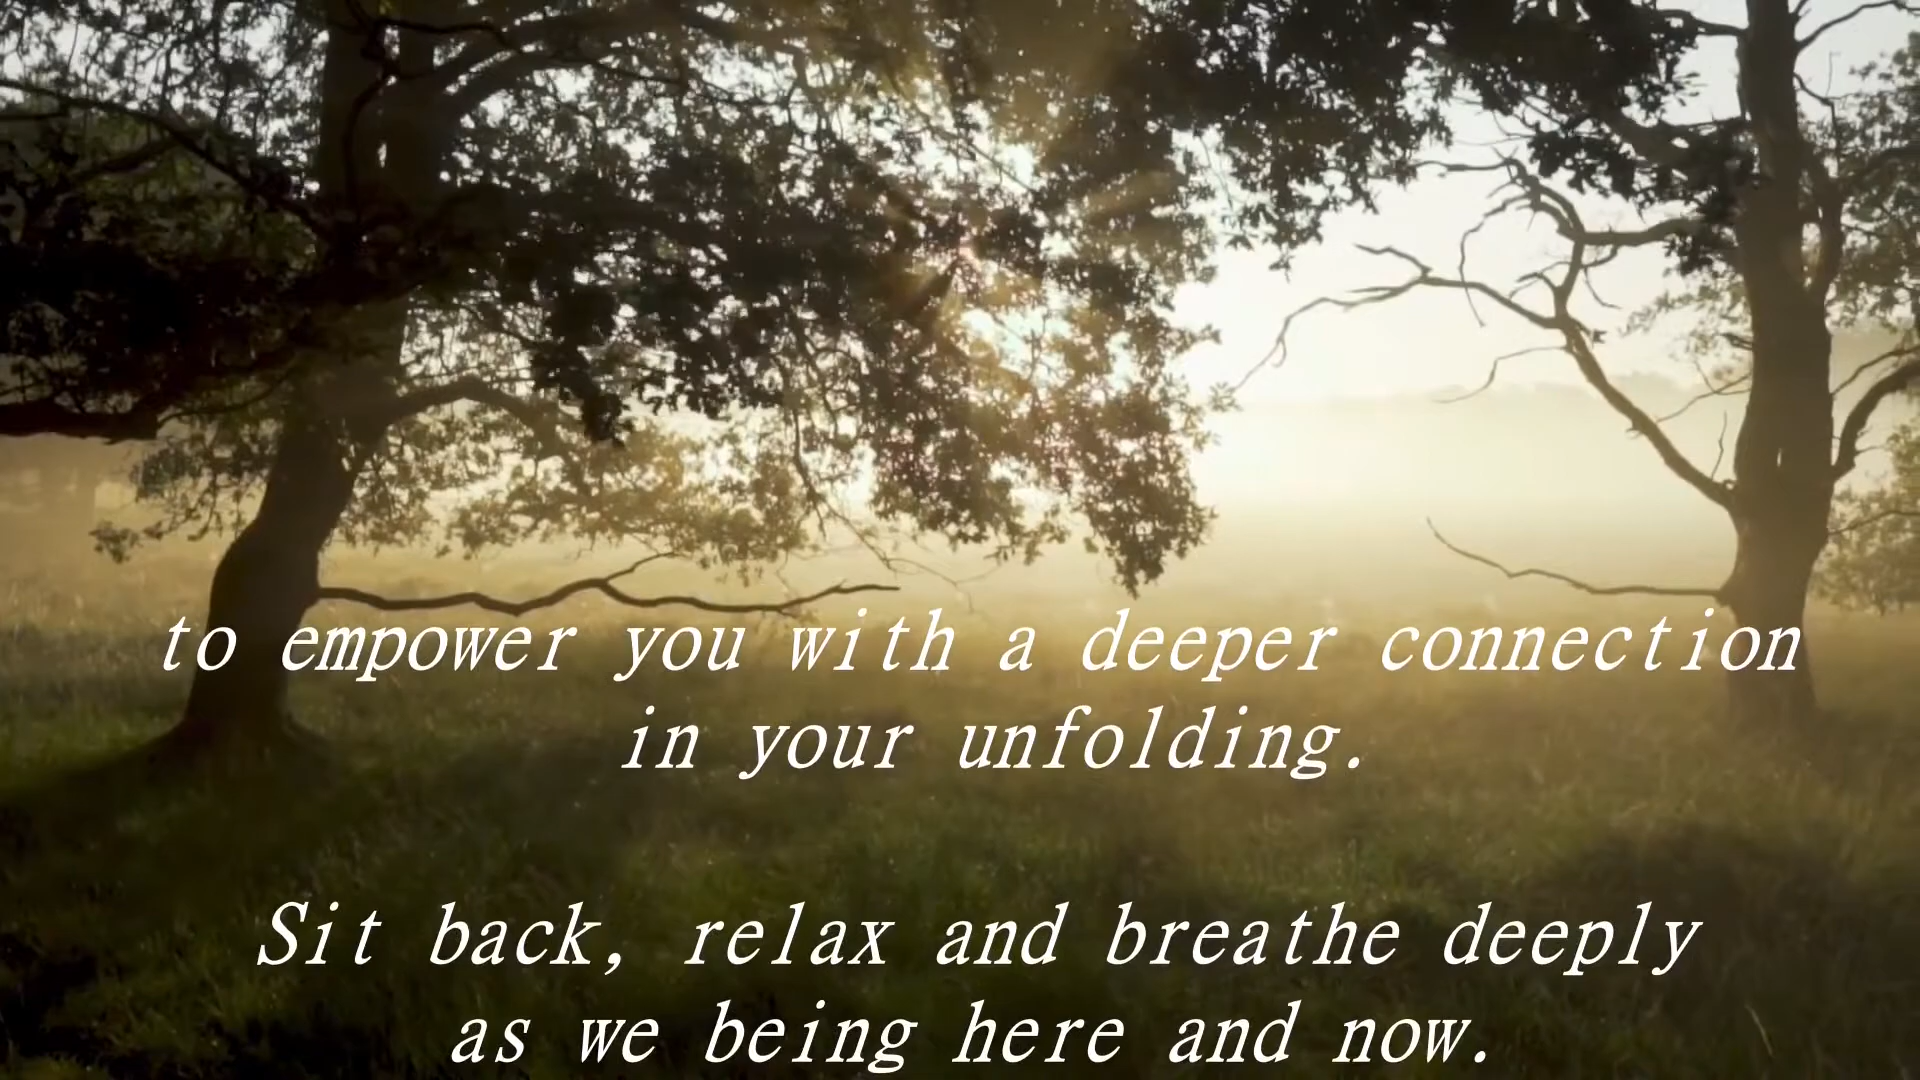 to empower you with a deeper connection
in your unfolding.
Sit back, relax and breathe deeply
as we being here and now.